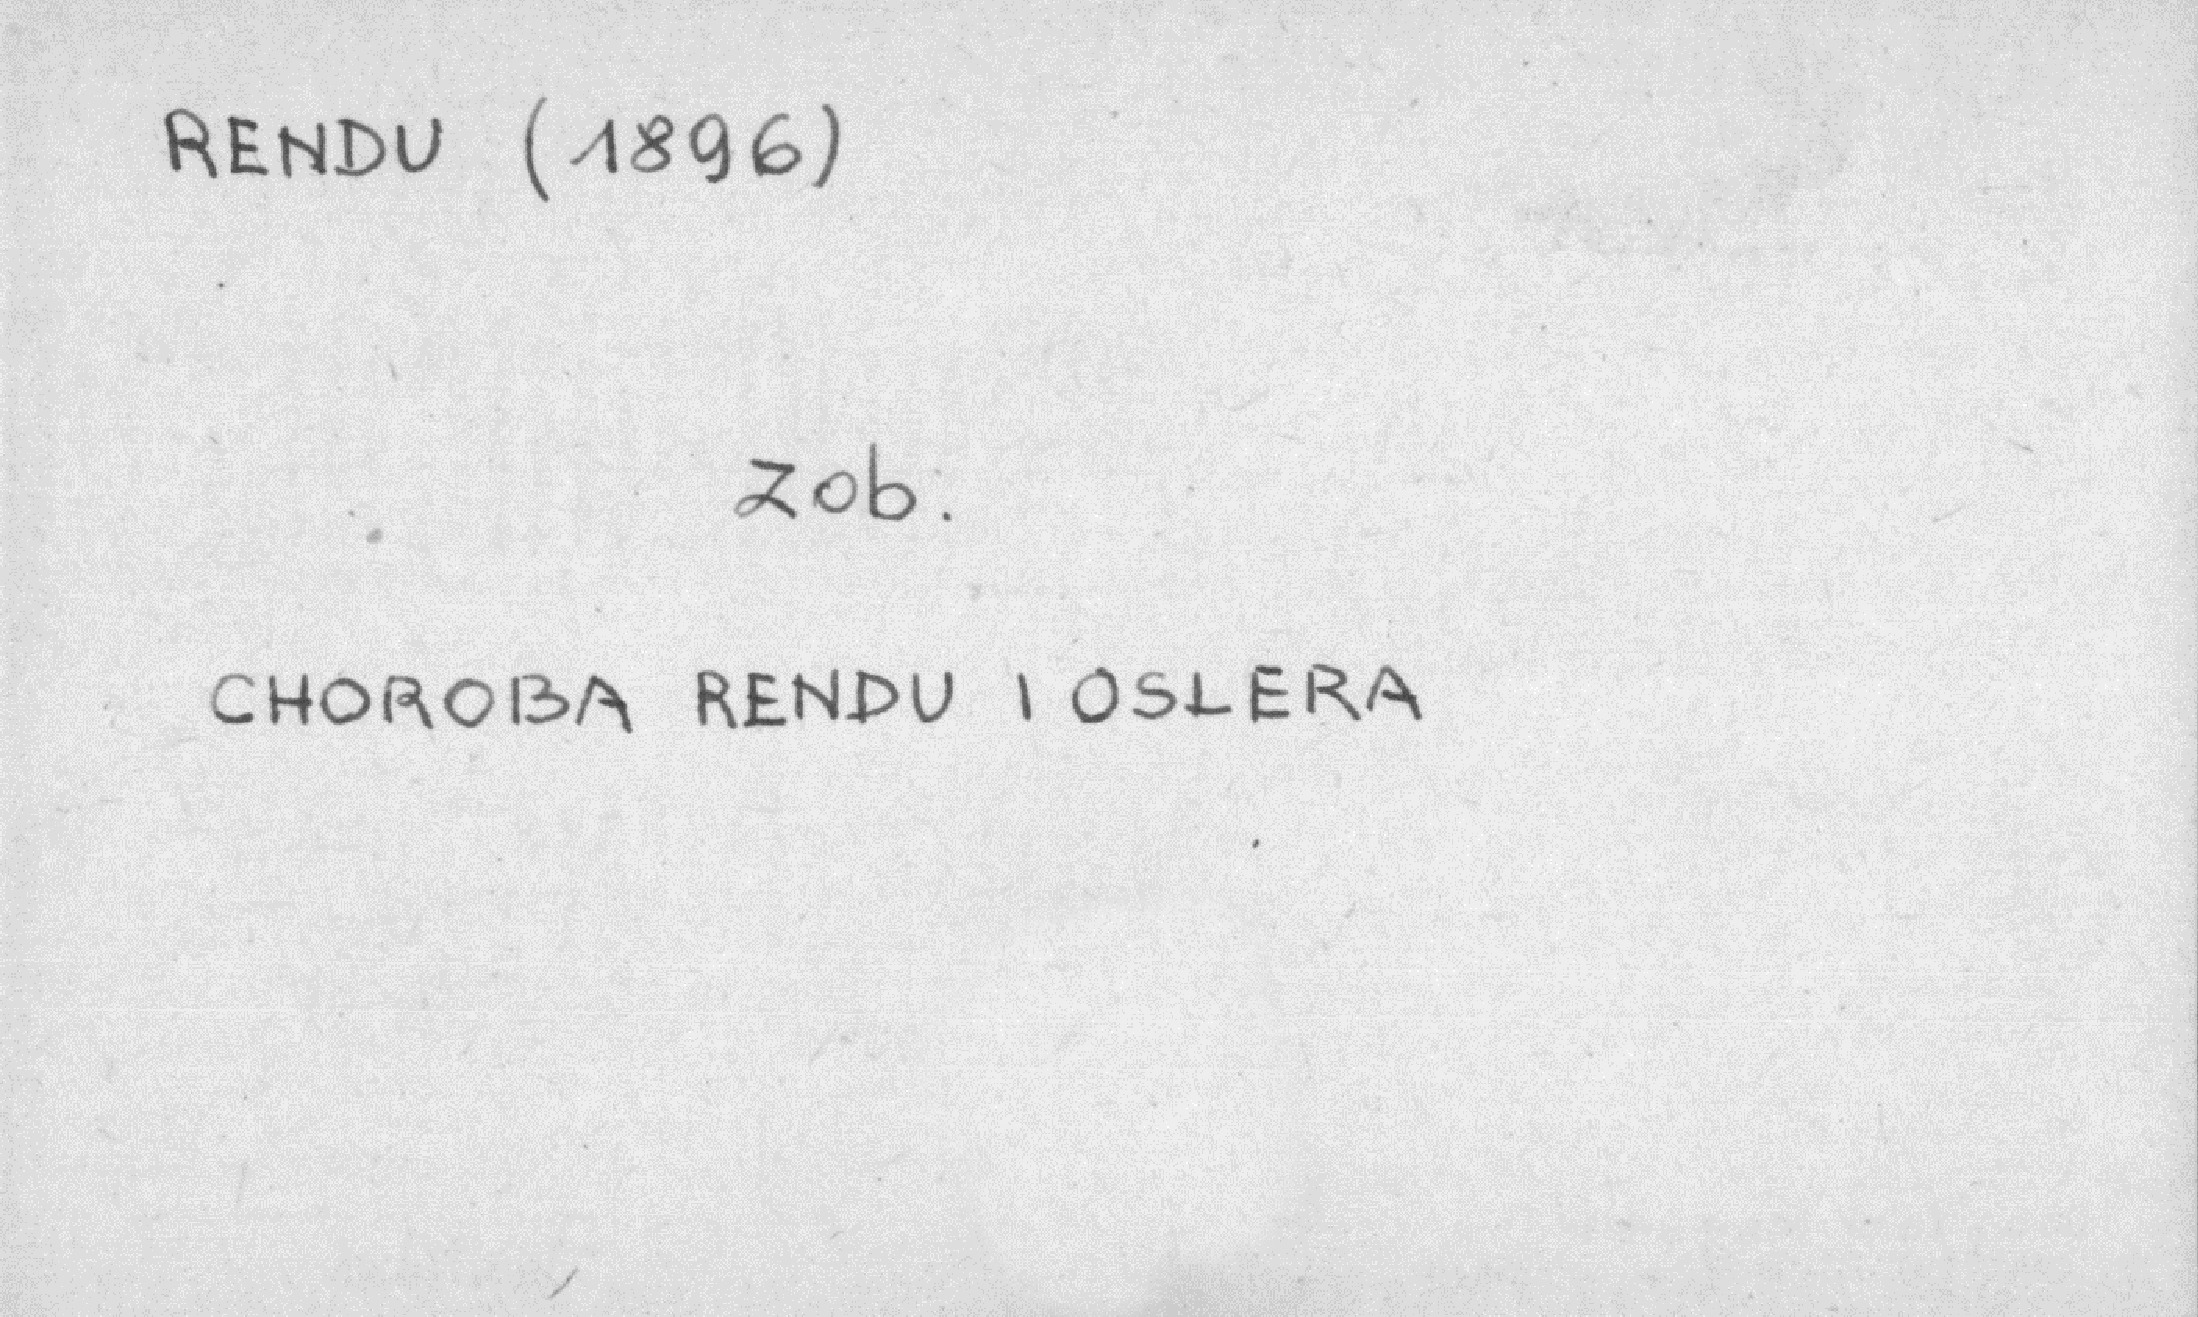 RENDU (1896)
Zob.
CHOROBA RENDU I OSLERA